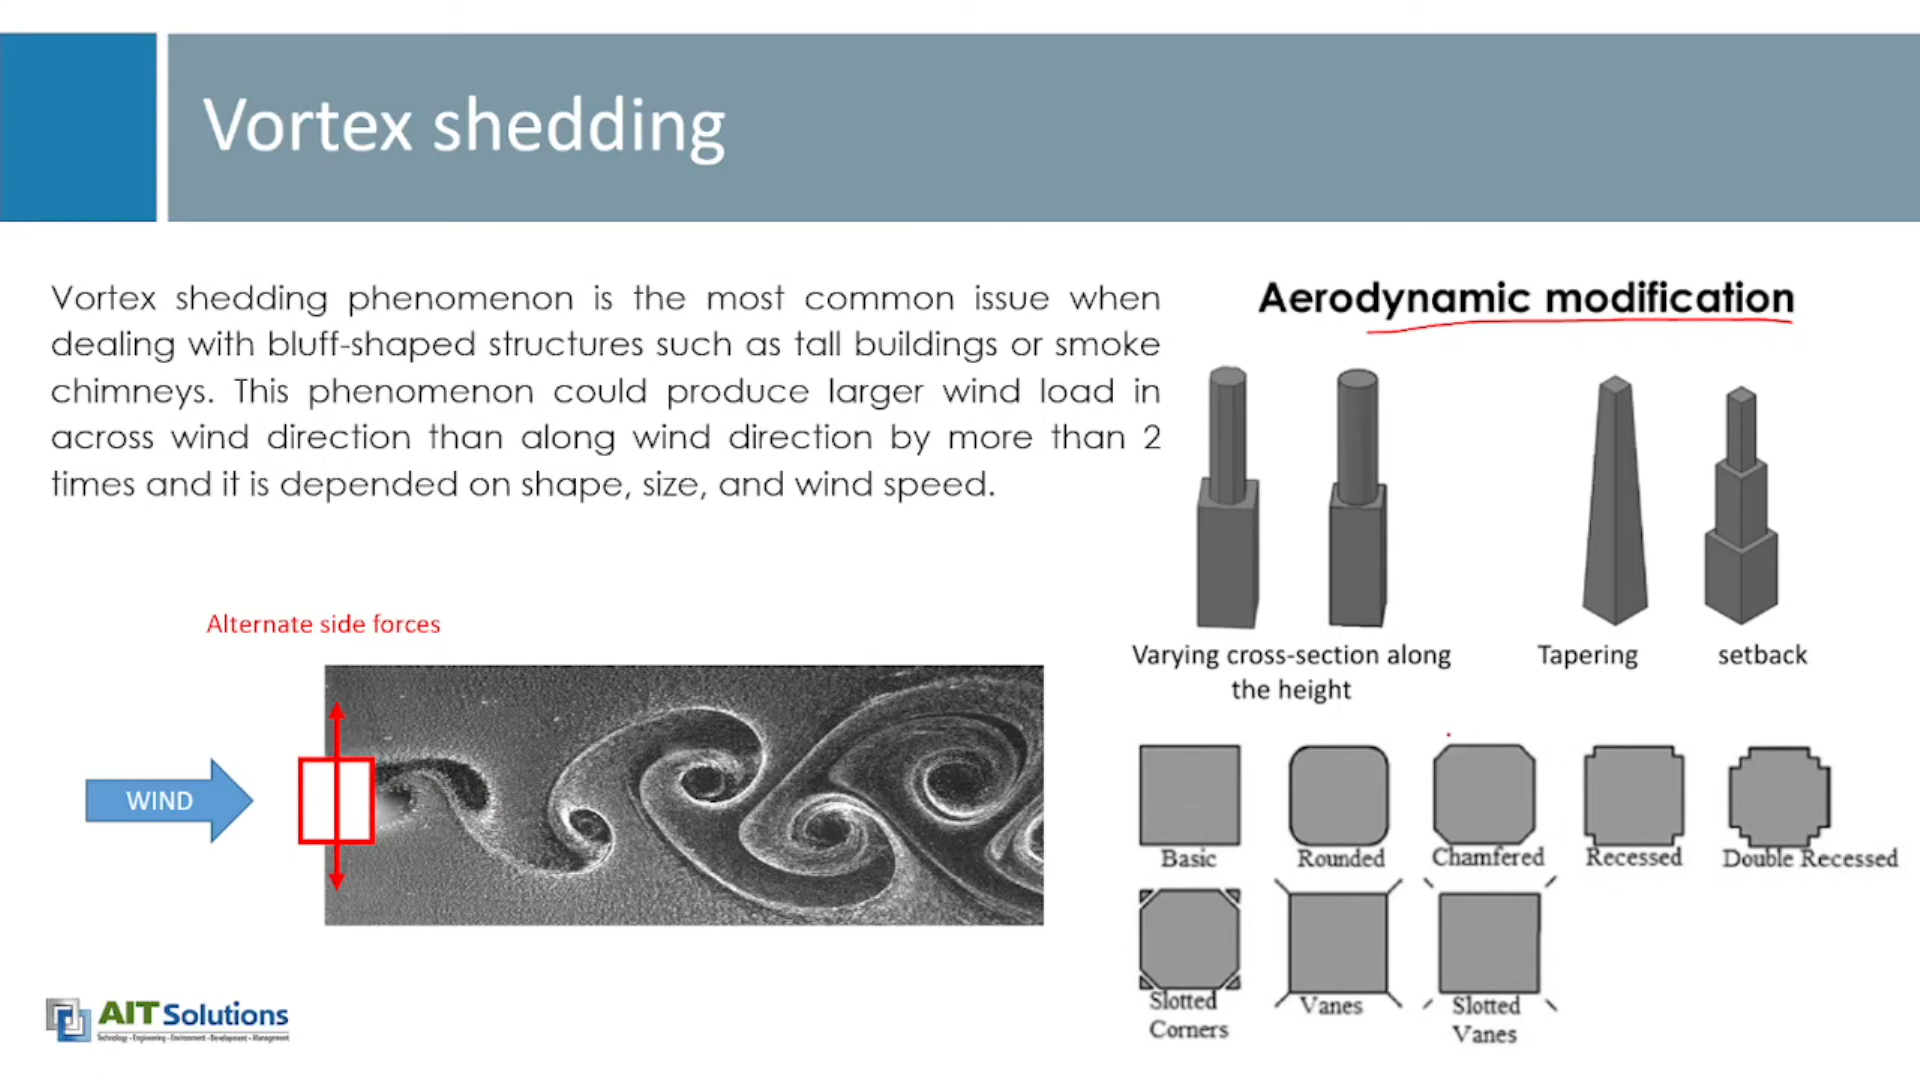 Vortex shedding
Vortex shedding phenomenon is the most common issue when
dealing with bluff-shaped structures such as tall buildings or smoke
chimneys. This phenomenon could produce larger wind load in
across wind direction than along wind direction by more than 2
times and it is depended on shape, size, and wind speed.
Alternate side forces
WIND
Aerodynamic modification
Varying cross-section along
the height
Tapering
setback
Basic
Rounded
Chamfered
Recessed
Double Recessed
Slotted
Corners
Vanes
Slotted
Vanes
AIT Solutions
Technology - Engineering - Environment - Development - Management